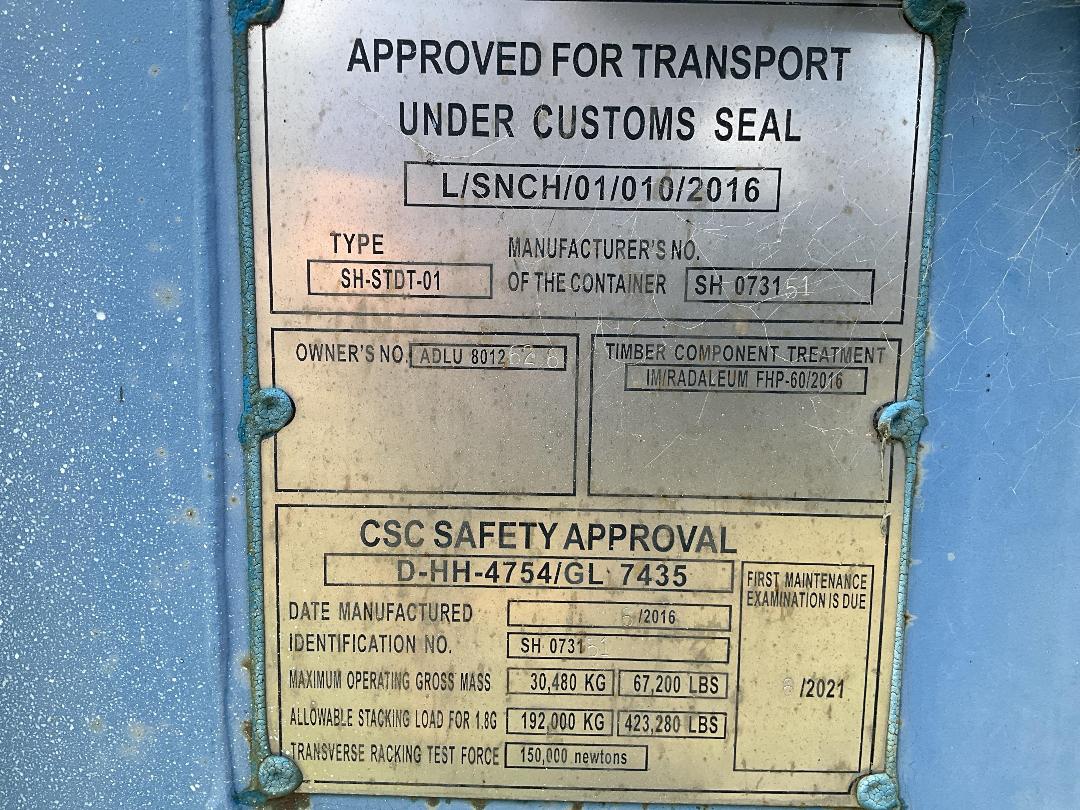 APPROVED FOR TRANSPORT
UNDER CUSTOMS SEAL
L/SNCH/01/010/2016
TYPE
SH-STDT-01
MANUFACTURER'S NO.
OF THE CONTAINER SH 073151
OWNER'S NO. ADLU 8012
TIMBER COMPONENT TREATMENT
IM/RADALEUM FHP-60/2016
CSC SAFETY APPROVAL
D-HH-4754/GL 7435
DATE MANUFACTURED /2016
IDENTIFICATION NO. SH 073151
MAXIMUM OPERATING GROSS MASS 30,480 KG 67,200 LBS
ALLOWABLE STACKING LOAD FOR 1.8G 192,000 KG 423,280 LBS
TRANSVERSE RACKING TEST FORCE 150,000 newtons
FIRST MAINTENANCE
EXAMINATION IS DUE
/2021